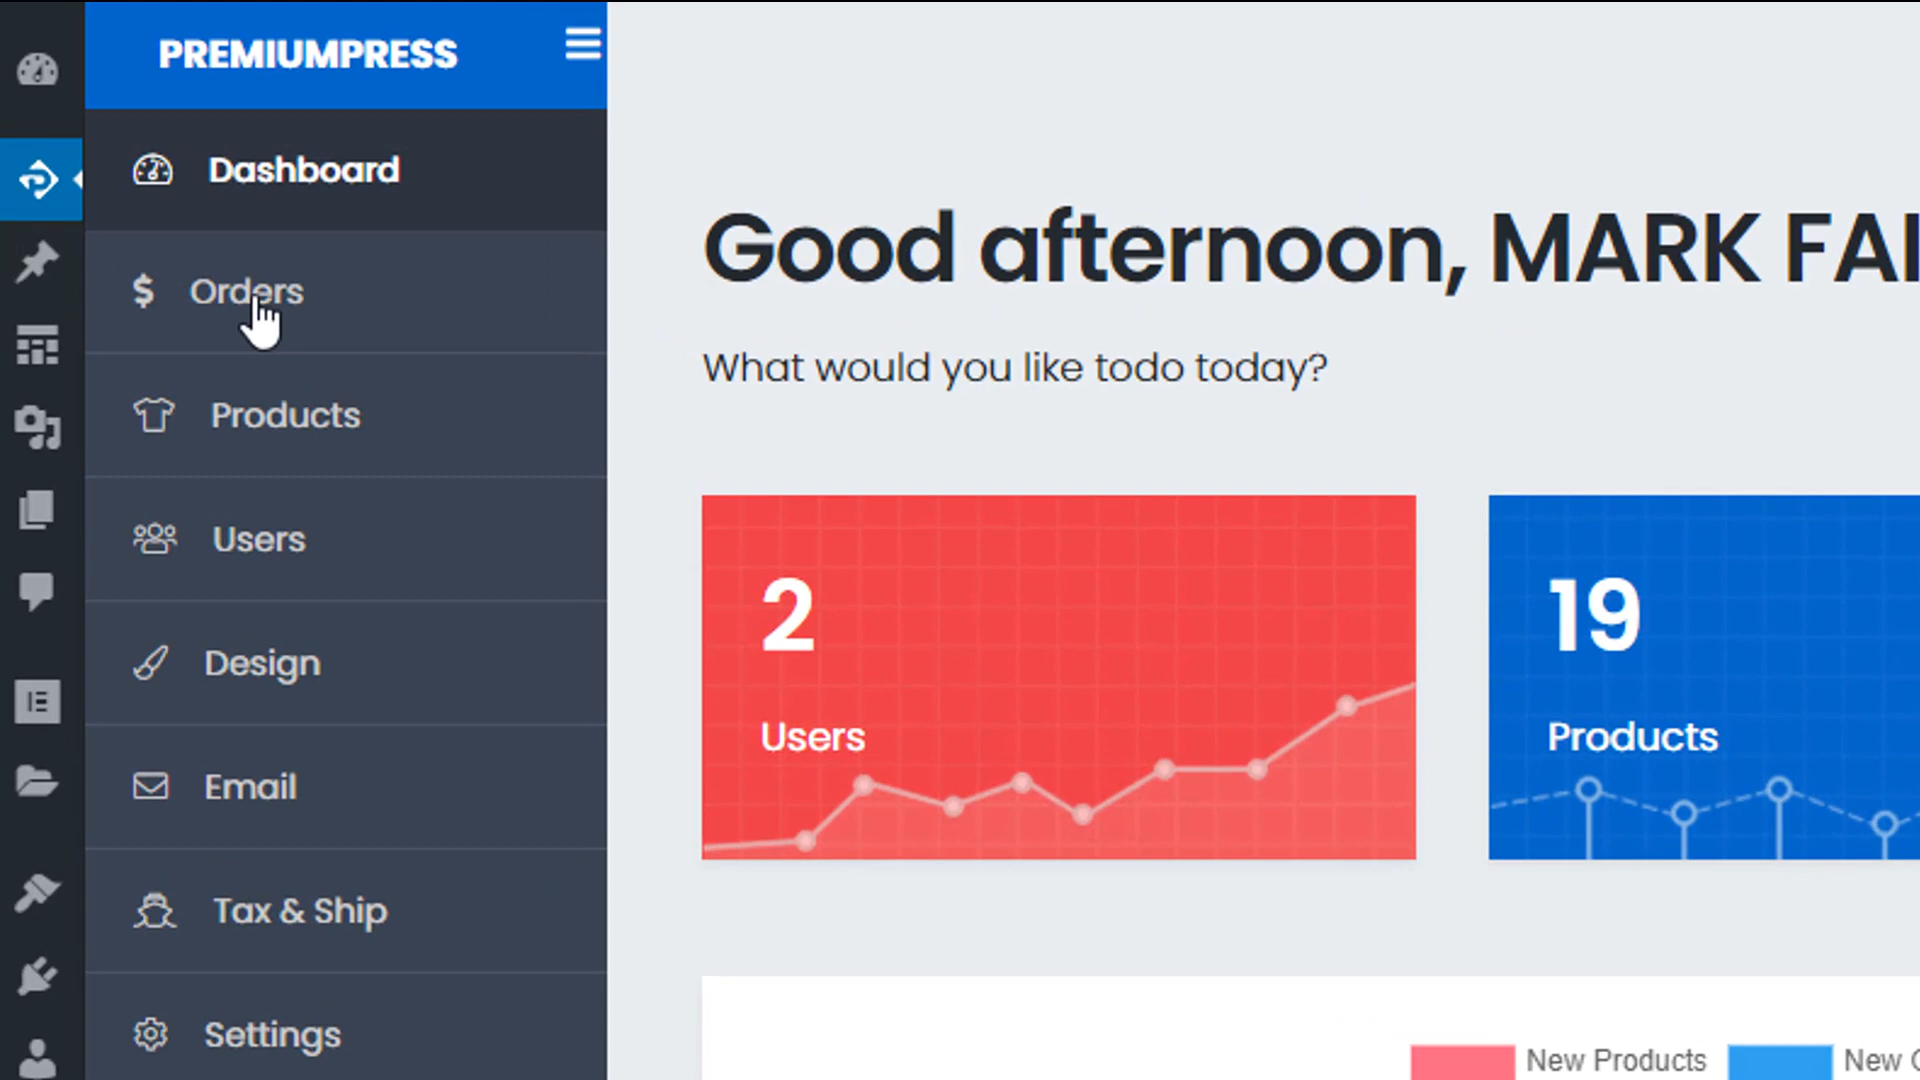 PREMIUMPRESS
Dashboard
Orders
Products
Users
Design
Email
Tax & Ship
Settings
Good afternoon, MARK FAI
What would you like todo today?
2
Users
19
Products
New Products
New